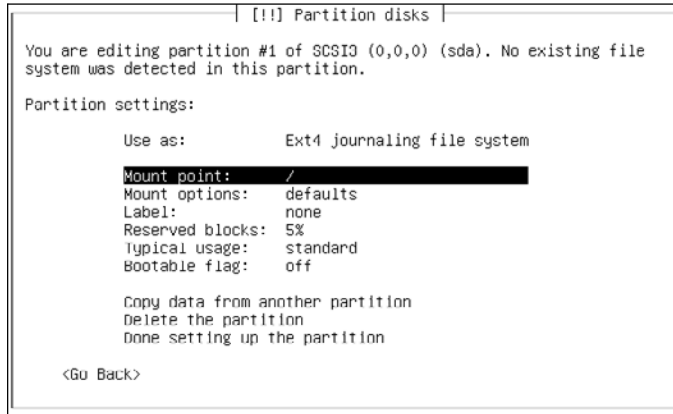 [!!] Partition disks
You are editing partition #1 of SCSI3 (0,0,0) (sda). No existing file
system was detected in this partition.
Partition settings:
Use as: Ext4 journaling file system
Mount point: /
Mount options: defaults
Label: none
Reserved blocks: 5%
Typical usage: standard
Bootable flag: off
Copy data from another partition
Delete the partition
Done setting up the partition
<Go Back>